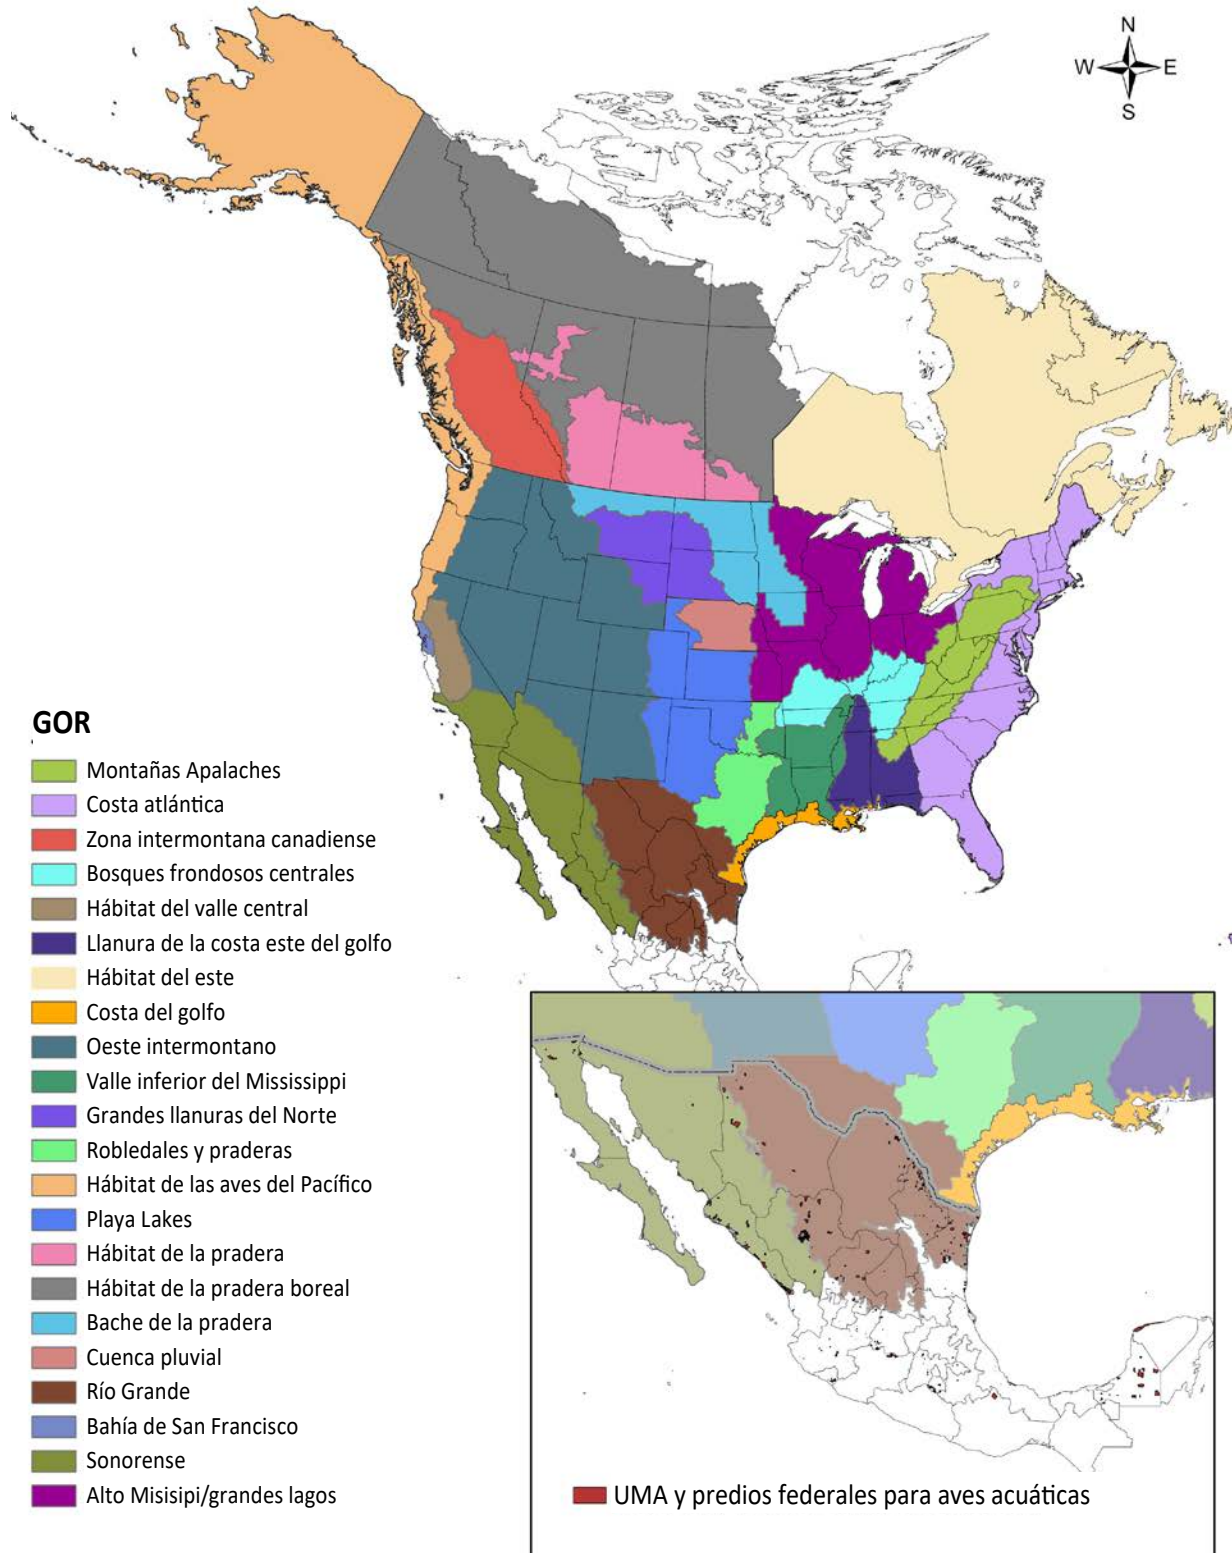 N
W E
S
GOR
Montañas Apalaches
Costa atlántica
Zona intermontana canadiense
Bosques frondosos centrales
Hábitat del valle central
Llanura de la costa este del golfo
Hábitat del este
Costa del golfo
Oeste intermontano
Valle inferior del Mississippi
Grandes llanuras del Norte
Robledales y praderas
Hábitat de las aves del Pacífico
Playa Lakes
Hábitat de la pradera
Hábitat de la pradera boreal
Bache de la pradera
Cuenca pluvial
Río Grande
Bahía de San Francisco
Sonorense
Alto Misisipi/grandes lagos
UMA y predios federales para aves acuáticas